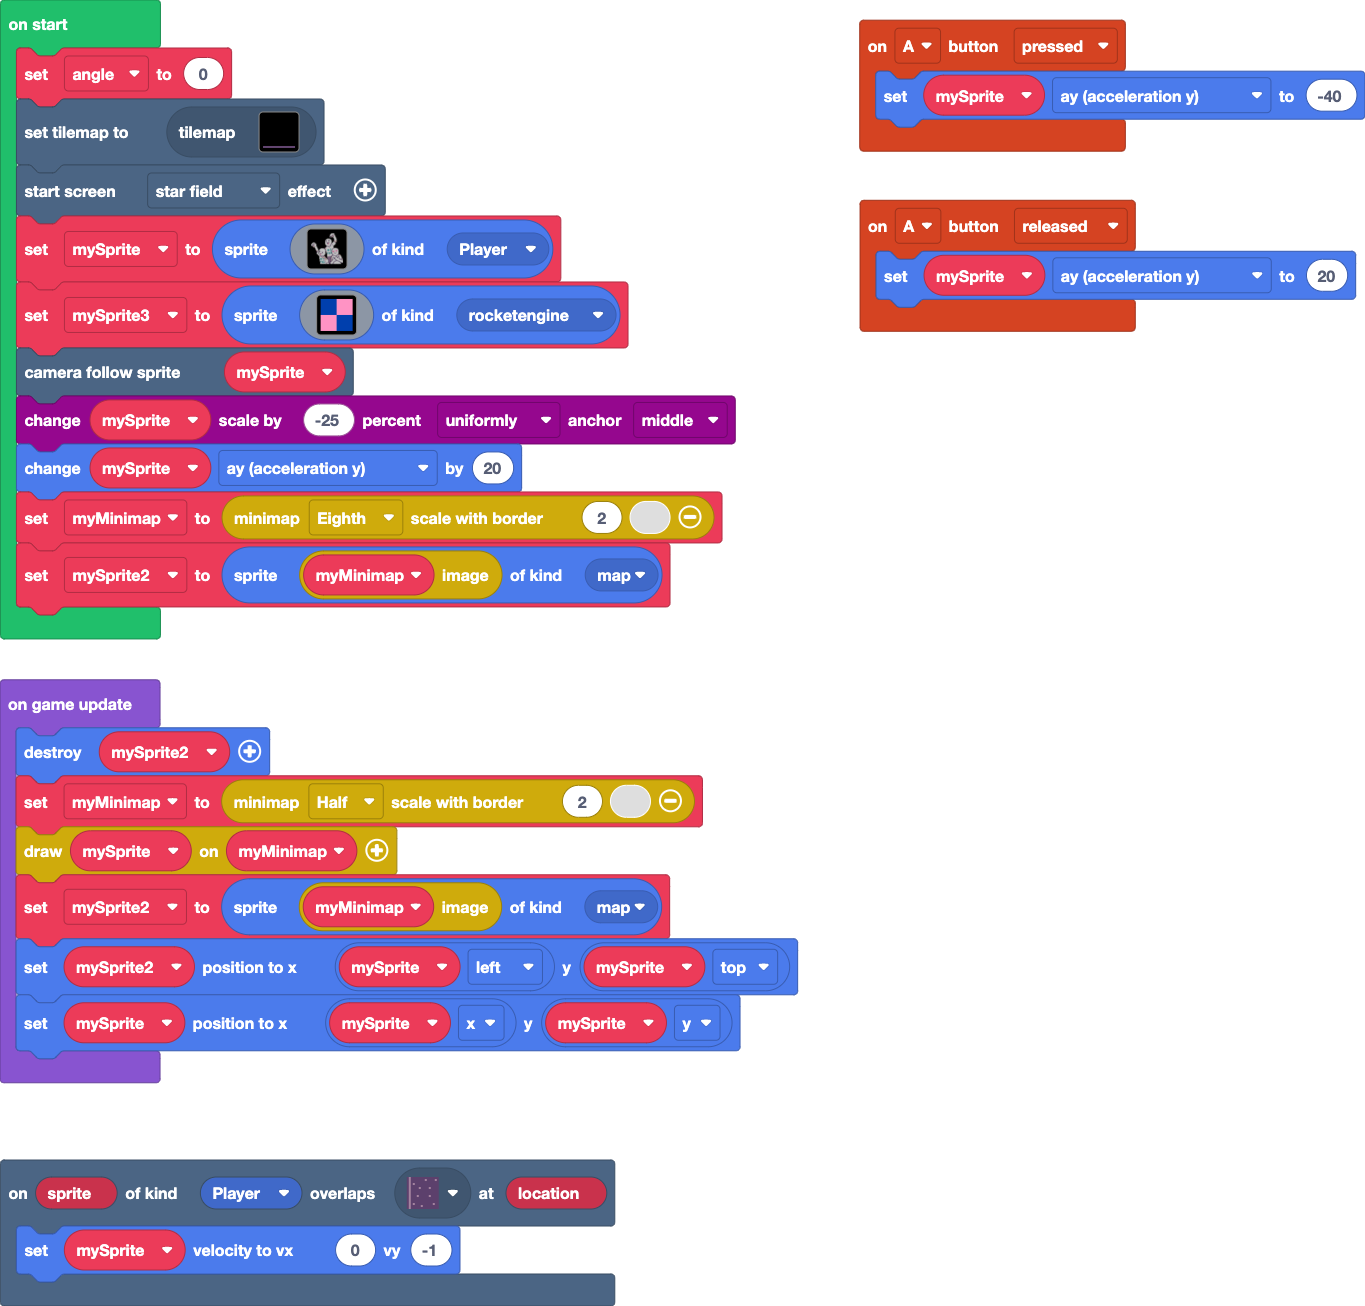 on start
set angle to 0
set tilemap to tilemap
start screen star field effect
set mySprite to sprite of kind Player
set mySprite3 to sprite of kind rocketengine
camera follow sprite mySprite
change mySprite scale by -25 percent uniformly anchor middle
change mySprite ay (acceleration y) by 20
set myMinimap to minimap Eighth scale with border 2
set mySprite2 to sprite myMinimap image of kind map
on A button pressed
set mySprite ay (acceleration y) to -40
on A button released
set mySprite ay (acceleration y) to 20
on game update
destroy mySprite2
set myMinimap to minimap Half scale with border 2
draw mySprite on myMinimap
set mySprite2 to sprite myMinimap image of kind map
set mySprite2 position to x mySprite left y mySprite top
set mySprite position to x mySprite x y mySprite y
on sprite of kind Player overlaps at location
set mySprite velocity to vx 0 vy -1